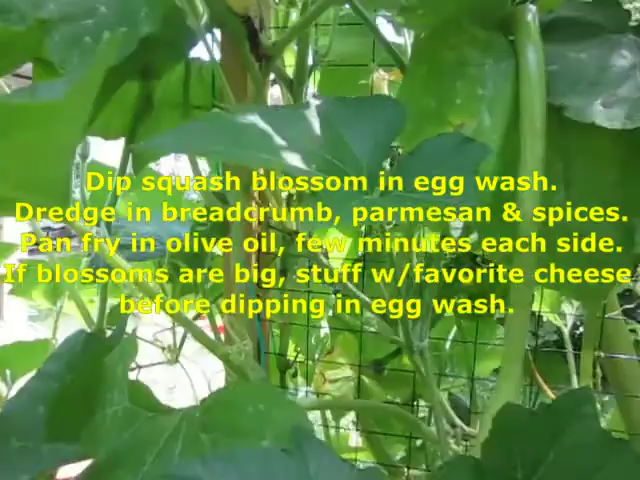 Dip squash blossom in egg wash.
Dredge in breadcrumb, parmesan & spices.
Pan fry in olive oil, few minutes each side.
If blossoms are big, stuff w/favorite cheese
before dipping in egg wash.